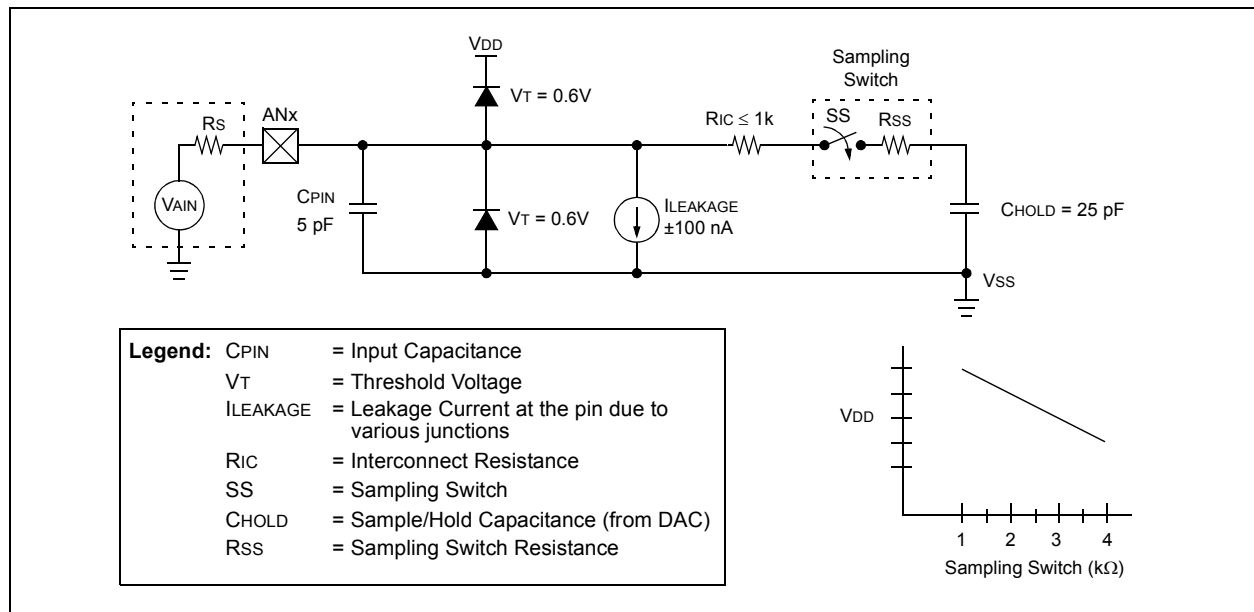 VDD
Sampling
Switch
VT = 0.6V
RS
ANx
RIC ≤ 1k
SS
RSS
VAIN
CPIN
5 pF
VT = 0.6V
ILEAKAGE
±100 nA
CHOLD = 25 pF
VSS
Legend: CPIN = Input Capacitance
VT = Threshold Voltage
ILEAKAGE = Leakage Current at the pin due to
various junctions
RIC = Interconnect Resistance
SS = Sampling Switch
CHOLD = Sample/Hold Capacitance (from DAC)
RSS = Sampling Switch Resistance
VDD
1 2 3 4
Sampling Switch (kΩ)